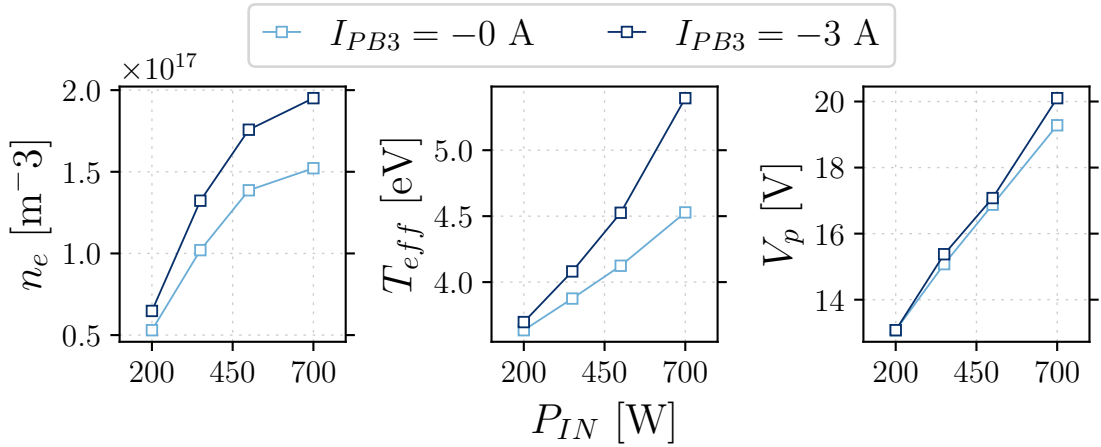 I_{PB3} = −0 A I_{PB3} = −3 A
×10^{17}
n_e [m^−3]
2.0
1.5
1.0
0.5
200 450 700
T_{eff} [eV]
5.0
4.5
4.0
200 450 700
V_p [V]
20
18
16
14
200 450 700
P_{IN} [W]